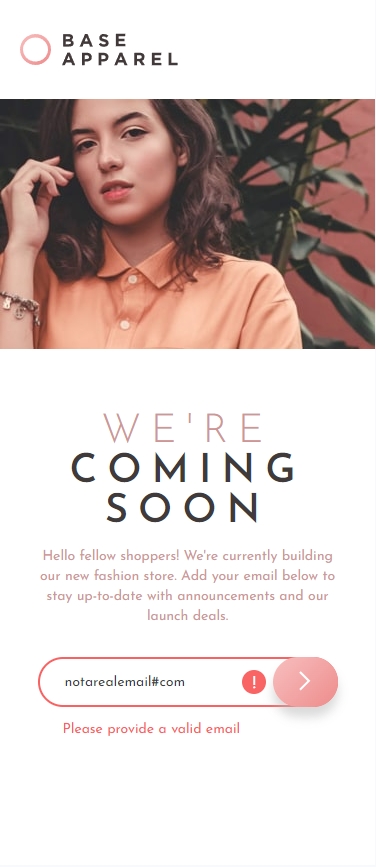 BASE
APPAREL
WE'RE
COMING
SOON
Hello fellow shoppers! We're currently building
our new fashion store. Add your email below to
stay up-to-date with announcements and our
launch deals.
notarealemail#com
!
Please provide a valid email